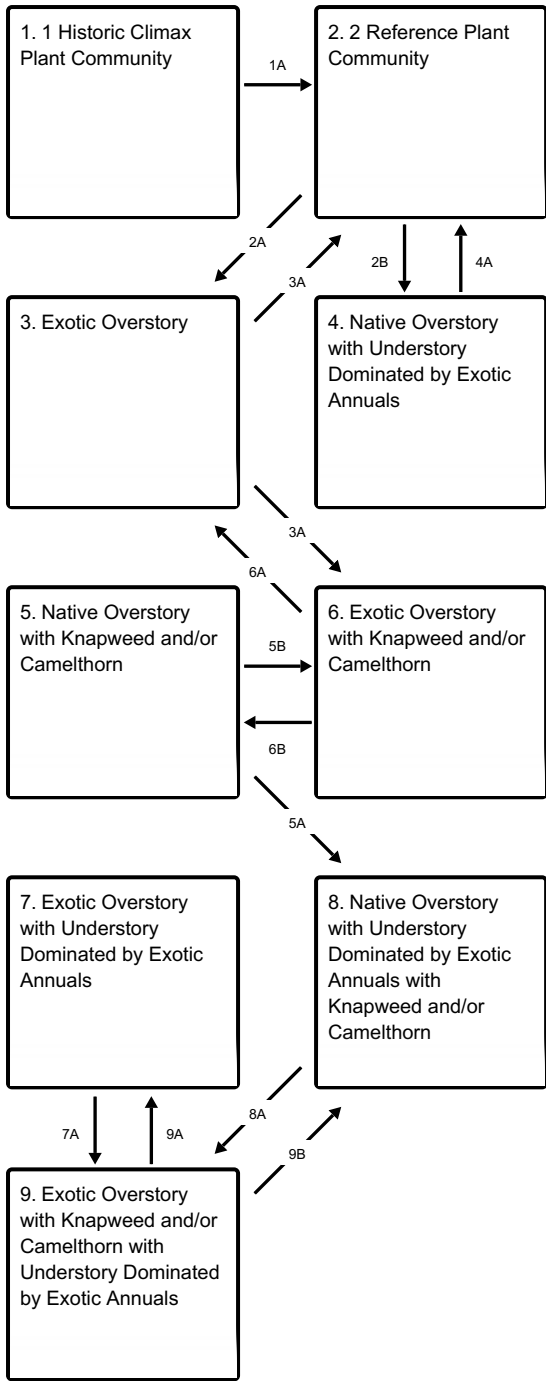 1. 1 Historic Climax
Plant Community
1A
2. 2 Reference Plant
Community
2A
3A
2B
4A
3. Exotic Overstory
4. Native Overstory
with Understory
Dominated by Exotic
Annuals
3A
6A
5. Native Overstory
with Knapweed and/or
Camelthorn
5B
6B
6. Exotic Overstory
with Knapweed and/or
Camelthorn
5A
7. Exotic Overstory
with Understory
Dominated by Exotic
Annuals
8. Native Overstory
with Understory
Dominated by Exotic
Annuals with
Knapweed and/or
Camelthorn
7A
9A
8A
9B
9. Exotic Overstory
with Knapweed and/or
Camelthorn with
Understory Dominated
by Exotic Annuals